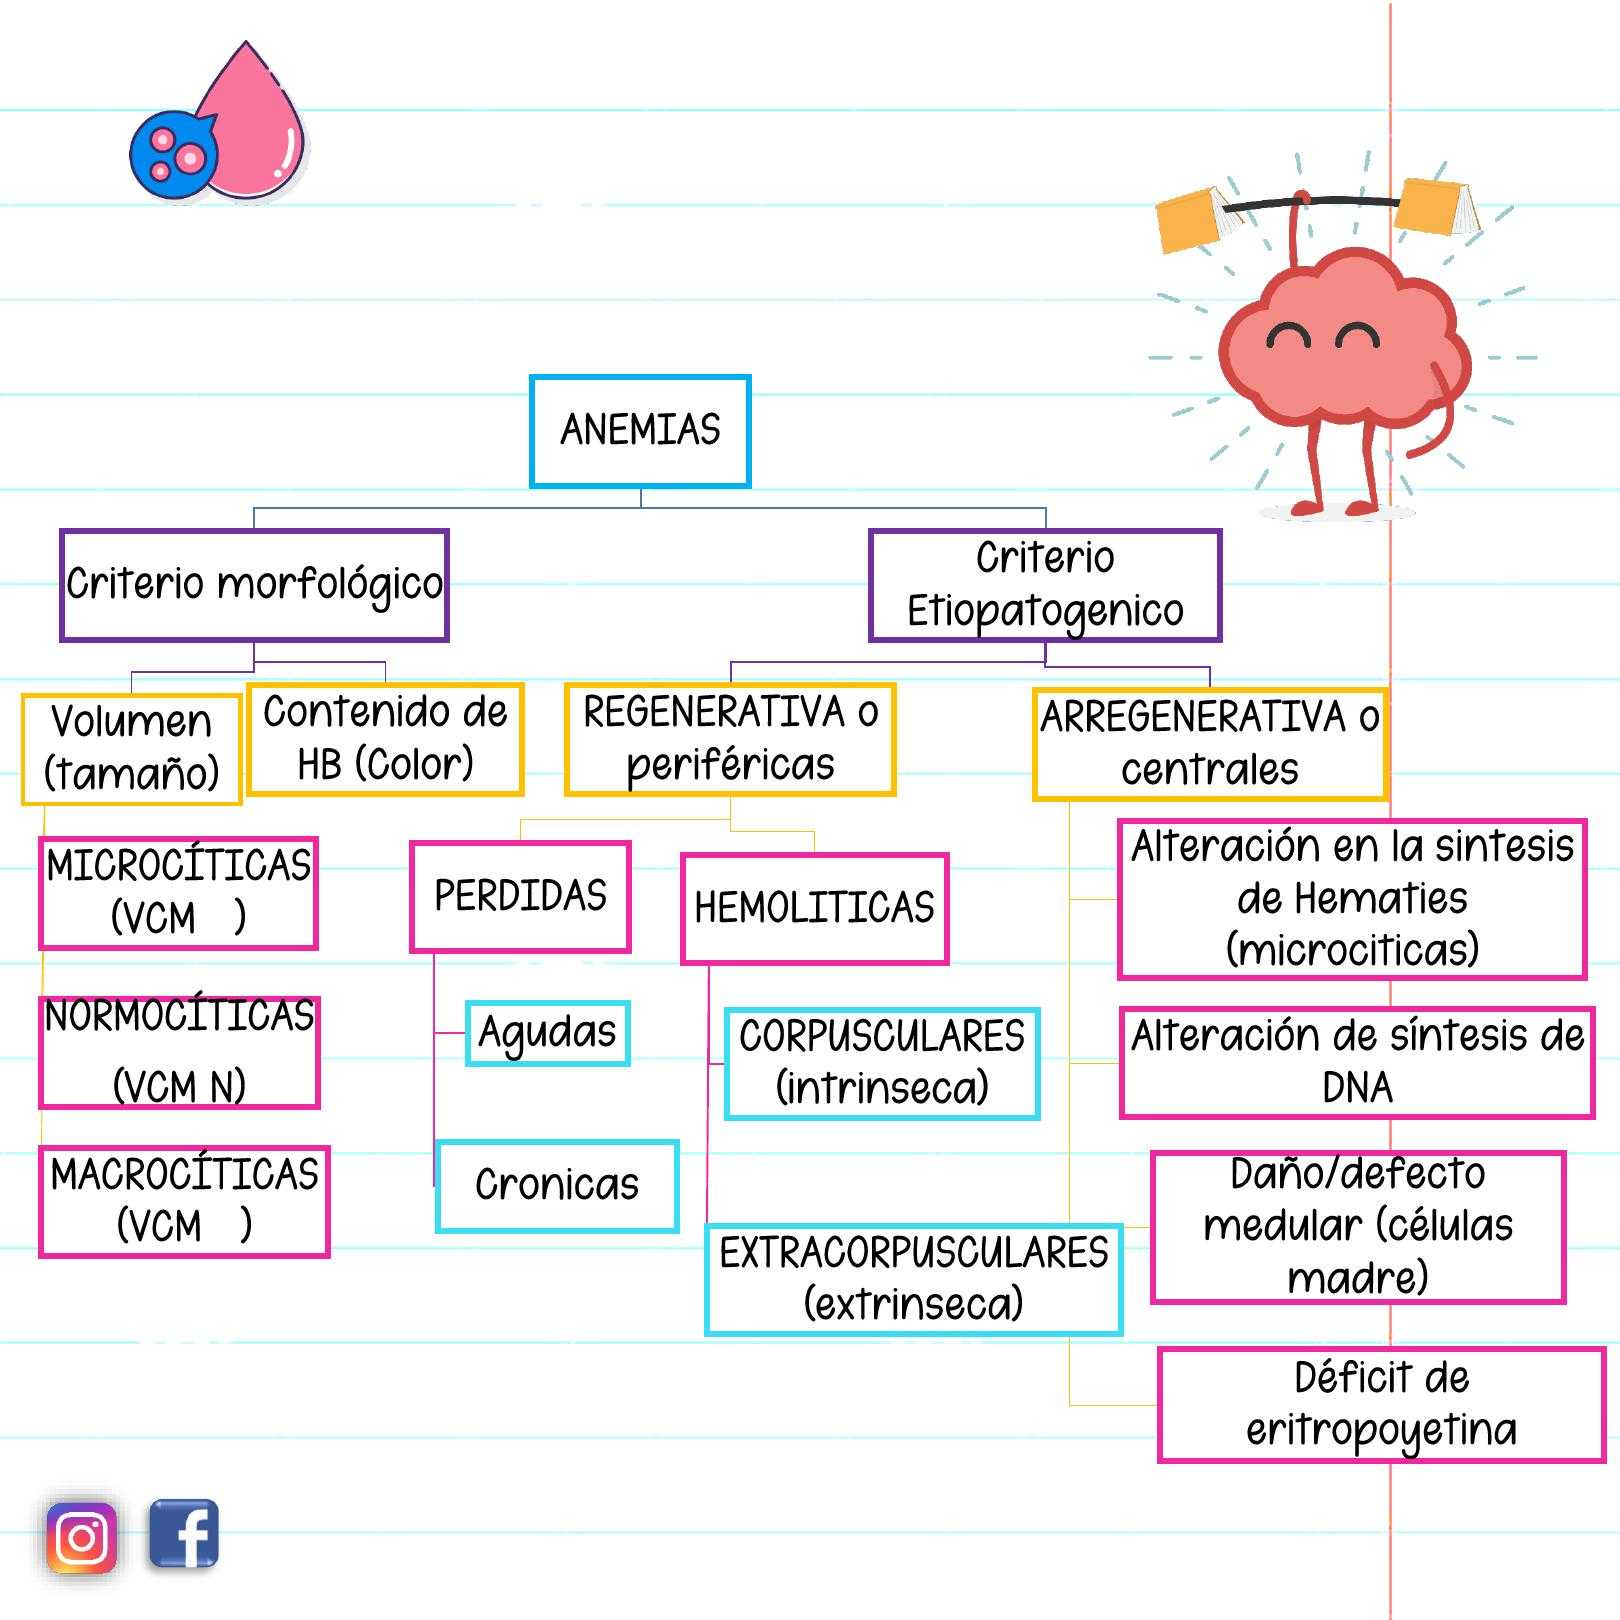 ANEMIAS
Criterio morfológico
Criterio
Etiopatogenico
Volumen
(tamaño)
Contenido de
HB (Color)
REGENERATIVA o
periféricas
ARREGENERATIVA o
centrales
MICROCÍTICAS
(VCM )
NORMOCÍTICAS
(VCM N)
MACROCÍTICAS
(VCM )
PERDIDAS
Agudas
Cronicas
HEMOLITICAS
CORPUSCULARES
(intrinseca)
EXTRACORPUSCULARES
(extrinseca)
Alteración en la sintesis
de Hematies
(microciticas)
Alteración de síntesis de
DNA
Daño/defecto
medular (células
madre)
Déficit de
eritropoyetina